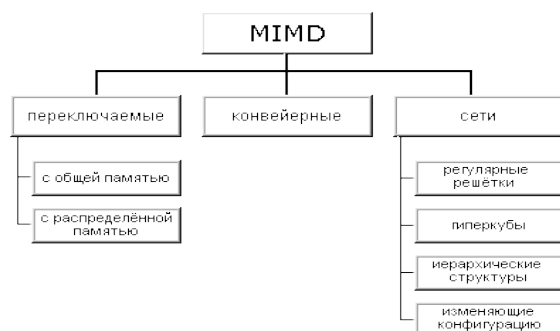 MIMD
переключаемые
конвейерные
сети
с общей памятью
с распределённой
памятью
регулярные
решётки
гиперкубы
иерархические
структуры
изменяющие
конфигурацию